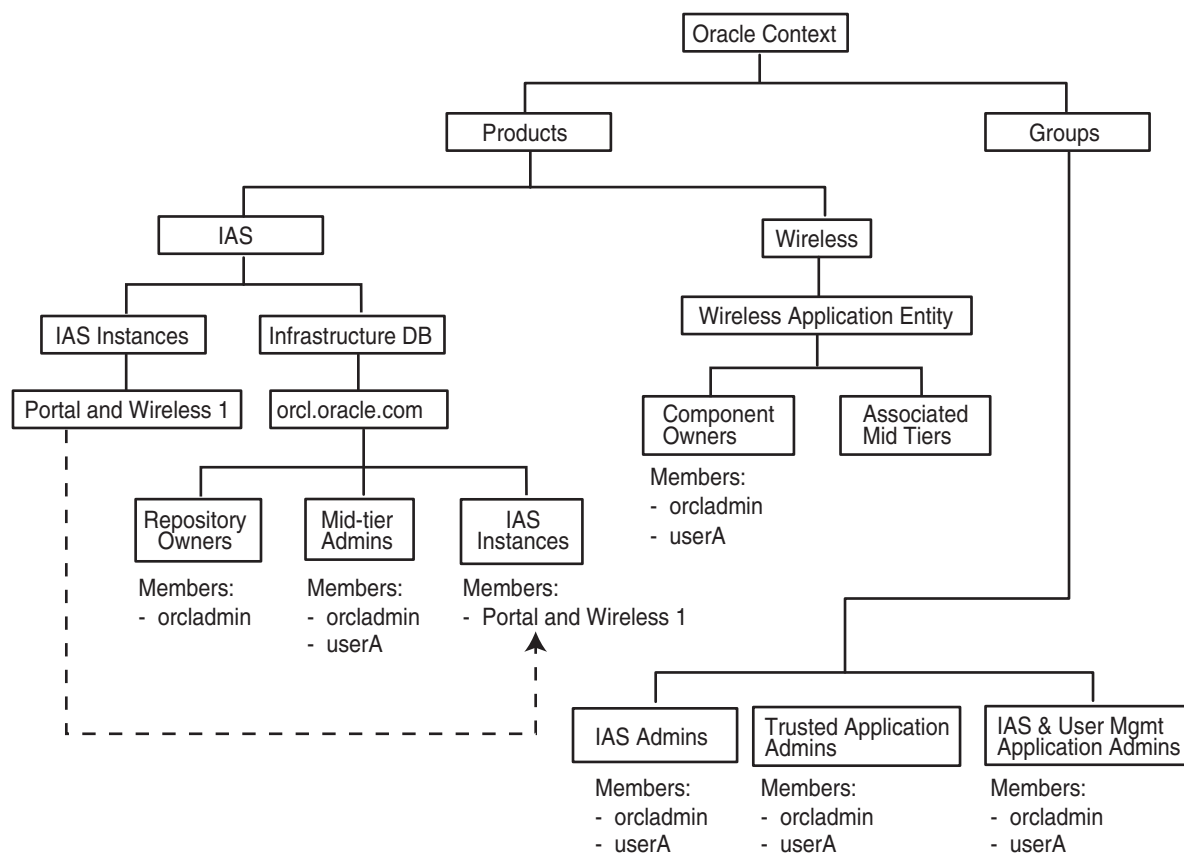 Oracle Context
Products
Groups
IAS
Wireless
IAS Instances
Infrastructure DB
Wireless Application Entity
Portal and Wireless 1
orcl.oracle.com
Component
Owners
Associated
Mid Tiers
Members:
- orcladmin
- userA
Repository
Owners
Mid-tier
Admins
IAS
Instances
Members:
- orcladmin
Members:
- orcladmin
- userA
Members:
- Portal and Wireless 1
IAS Admins
Trusted Application
Admins
IAS & User Mgmt
Application Admins
Members:
- orcladmin
- userA
Members:
- orcladmin
- userA
Members:
- orcladmin
- userA